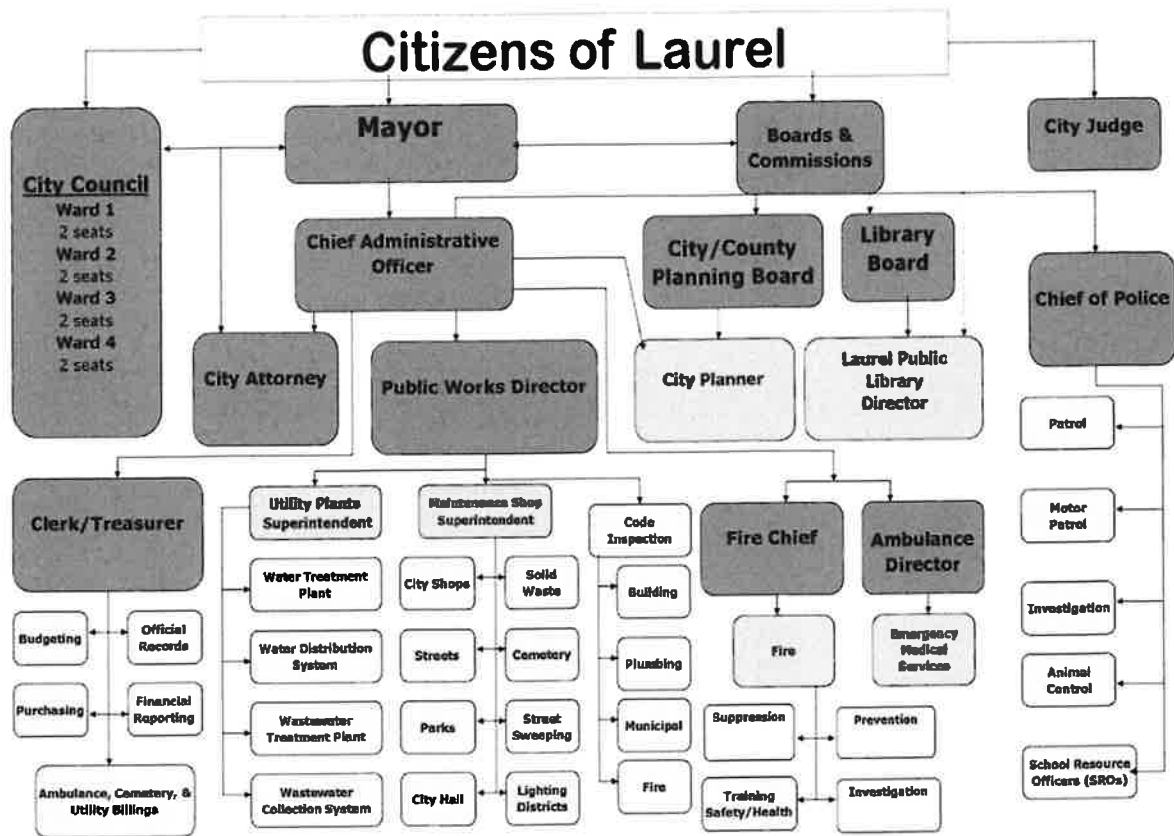 Citizens of Laurel
City Council
Ward 1
2 seats
Ward 2
2 seats
Ward 3
2 seats
Ward 4
2 seats
Mayor
Boards &
Commissions
City Judge
Chief Administrative
Officer
City/County
Planning Board
Library
Board
Chief of Police
City Attorney
Public Works Director
City Planner
Laurel Public
Library
Director
Clerk/Treasurer
Budgeting
Official
Records
Purchasing
Financial
Reporting
Ambulance, Cemetery, &
Utility Billings
Utility Plants
Superintendent
Water Treatment
Plant
Water Distribution
System
Wastewater
Treatment Plant
Wastewater
Collection System
Maintenance Shop
Superintendent
City Shops
Solid
Waste
Streets
Cemetery
Parks
Street
Sweeping
City Hall
Lighting
Districts
Code
Inspection
Building
Plumbing
Municipal
Fire
Fire Chief
Fire
Suppression
Prevention
Training
Safety/Health
Investigation
Ambulance
Director
Emergency
Medical
Services
Patrol
Motor
Patrol
Investigation
Animal
Control
School Resource
Officers (SROs)